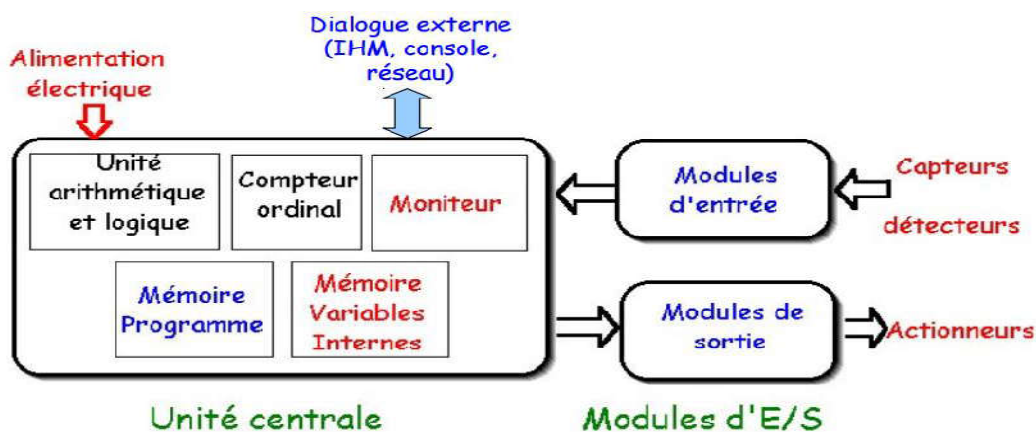 Dialogue externe
(IHM, console,
réseau)
Alimentation
électrique
Unité
arithmétique
et logique
Compteur
ordinal
Moniteur
Mémoire
Programme
Mémoire
Variables
Internes
Modules
d'entrée
Capteurs
détecteurs
Modules de
sortie
Actionneurs
Unité centrale
Modules d'E/S